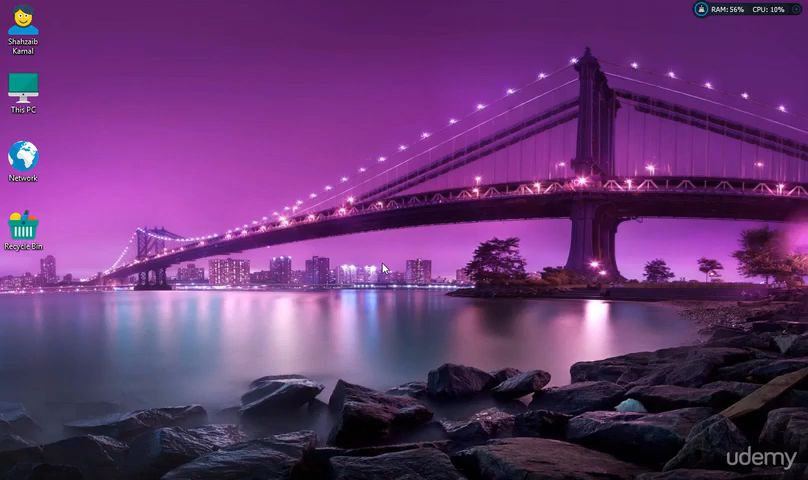 Shahzaib
Kamal
This PC
Network
Recycle Bin
RAM: 56% CPU: 10%
udemy